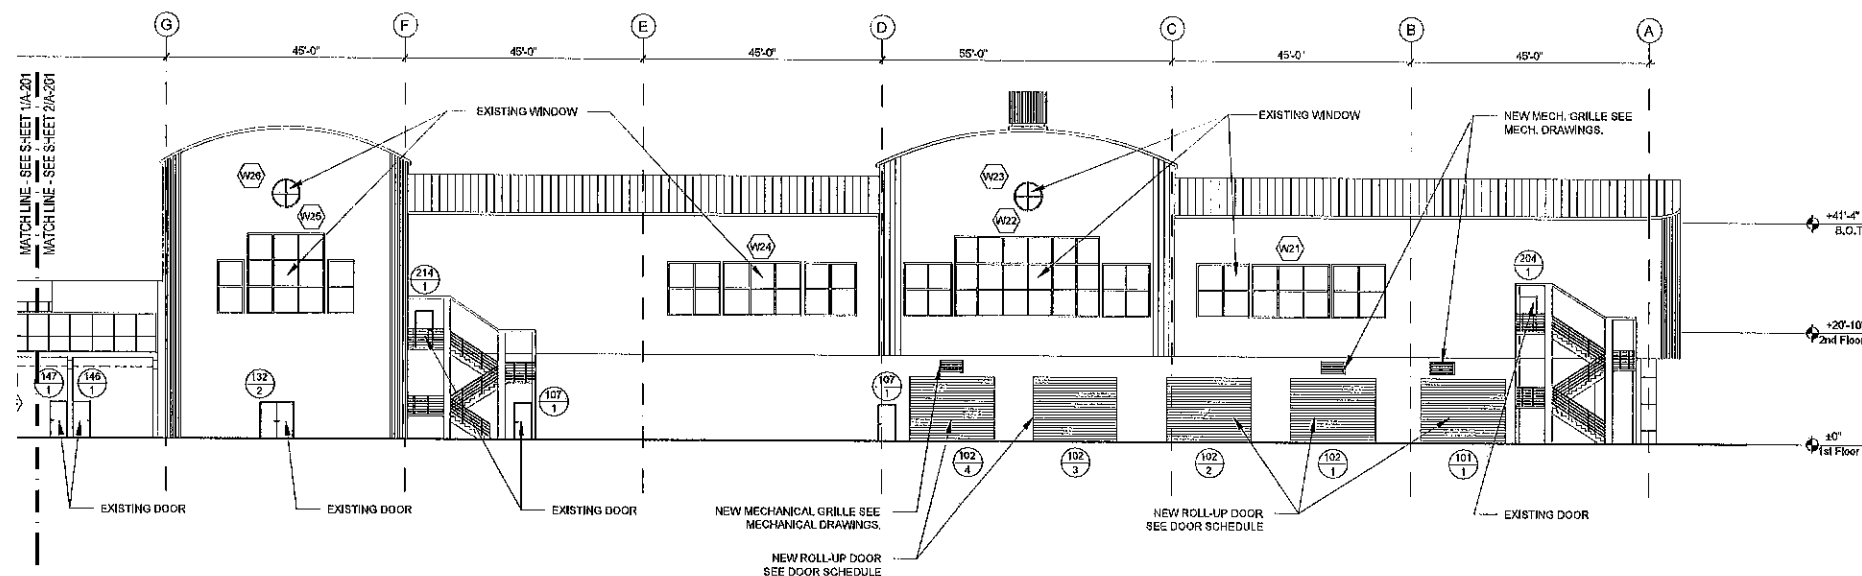 G
F
E
D
C
B
A
45'-0"
45'-0"
45'-0"
55'-0"
45'-0"
45'-0"
MATCH LINE - SEE SHEET 1/A-201
MATCH LINE - SEE SHEET 2/A-201
EXISTING WINDOW
EXISTING WINDOW
NEW MECH. GRILLE SEE
MECH. DRAWINGS.
W26
W25
W24
W23
W22
W21
+41'-4"
B.O.T
214
1
204
1
+20'-10"
2nd Floor
147
1
146
1
132
2
107
1
107
1
±0"
1st Floor
102
4
102
3
102
2
102
1
101
1
EXISTING DOOR
EXISTING DOOR
EXISTING DOOR
NEW MECHANICAL GRILLE SEE
MECHANICAL DRAWINGS.
NEW ROLL-UP DOOR
SEE DOOR SCHEDULE
EXISTING DOOR
NEW ROLL-UP DOOR
SEE DOOR SCHEDULE